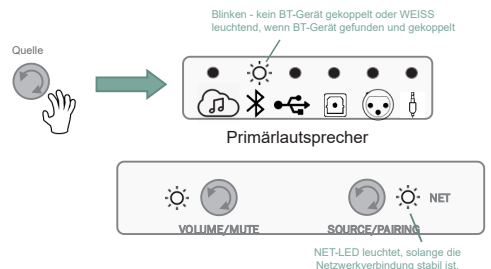 Blinken - kein BT-Gerät gekoppelt oder WEISS
leuchtend, wenn BT-Gerät gefunden und gekoppelt
Quelle
Primärlautsprecher
NET
VOLUME/MUTE
SOURCE/PAIRING
NET-LED leuchtet, solange die
Netzwerkverbindung stabil ist.